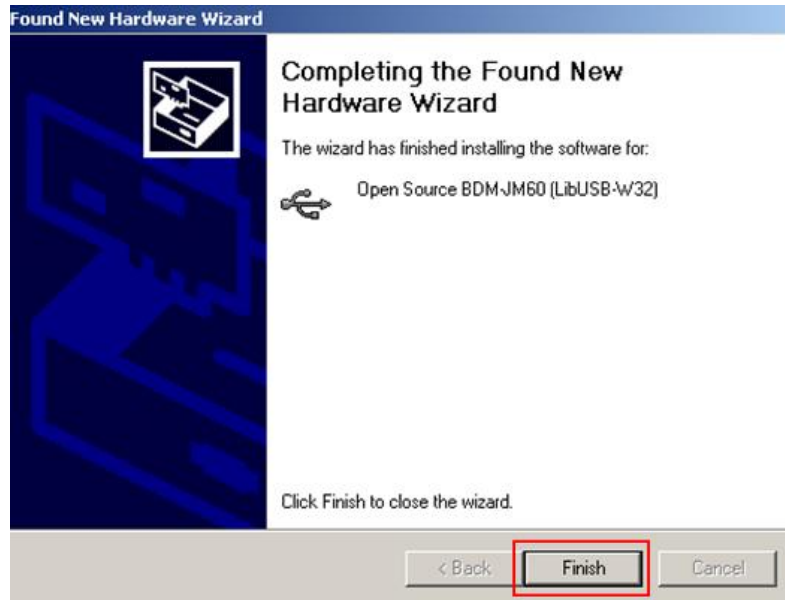 Found New Hardware Wizard
Completing the Found New
Hardware Wizard
The wizard has finished installing the software for:
Open Source BDM-JM60 (LibUSB-W32)
Click Finish to close the wizard.
< Back
Finish
Cancel